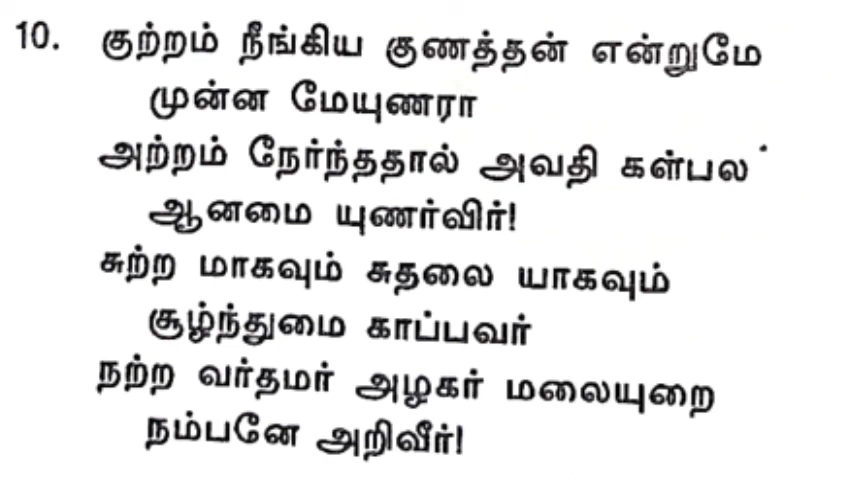 10. குற்றம் நீங்கிய குணத்தன் என்றுமே
முன்ன மேயுணரா
அற்றம் நேர்ந்ததால் அவதி கள்பல
ஆனமை யுணர்விர்!
சுற்ற மாகவும் சுதலை யாகவும்
சூழ்ந்துமை காப்பவர்
நற்ற வர்தமர் அழகர் மலையுறை
நம்பனே அறிவீர்!